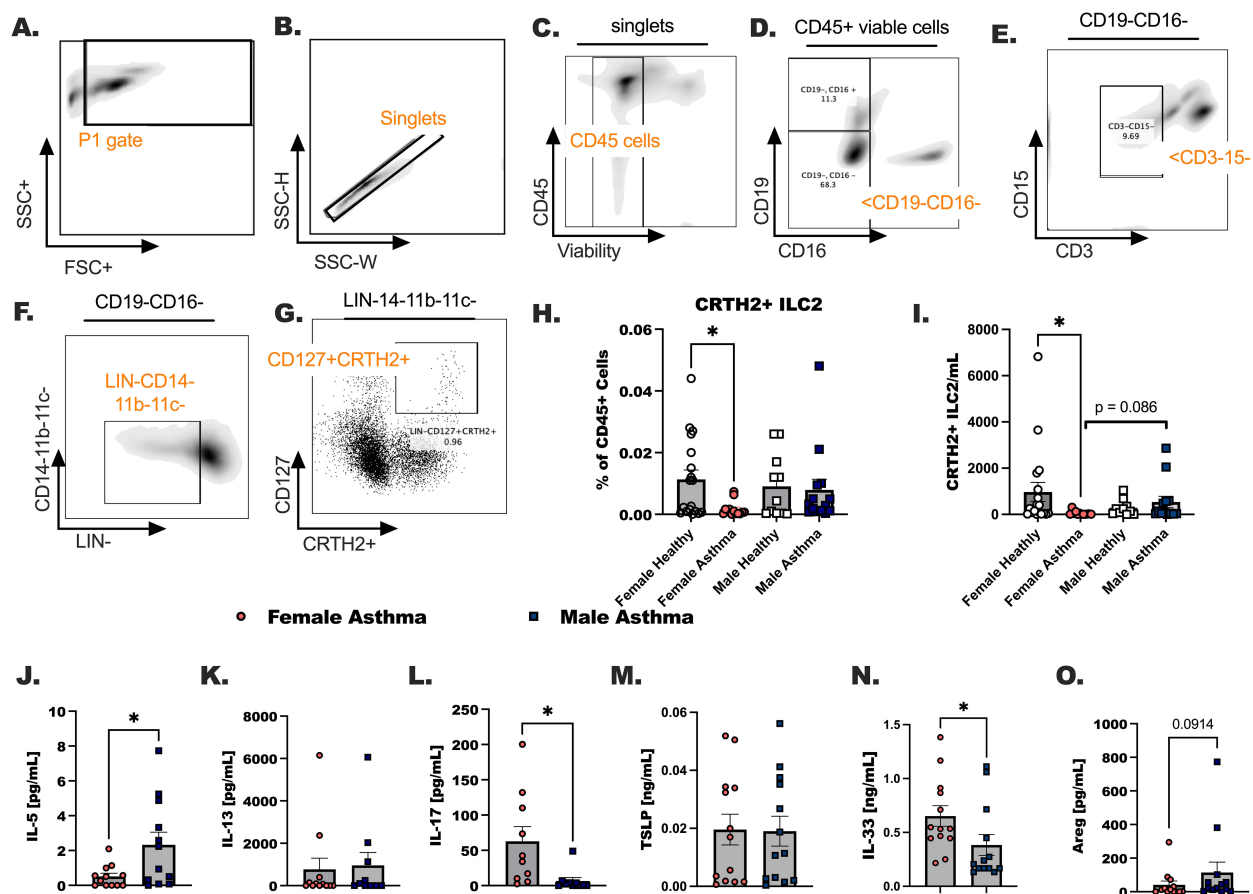 A.
SSC+
P1 gate
FSC+
B.
SSC-H
Singlets
SSC-W
C.
singlets
CD45
CD45 cells
Viability
D.
CD45+ viable cells
CD19
CD19-, CD16 +
11.3
CD19-, CD16 -
68.3
<CD19-CD16-
CD16
E.
CD19-CD16-
CD15
CD3-CD15-
9.69
<CD3-15-
CD3
F.
CD19-CD16-
CD14-11b-11c-
LIN-CD14-
11b-11c-
LIN-
G.
LIN-14-11b-11c-
CD127
CD127+CRTH2+
LIN-CD127+CRTH2+
0.96
CRTH2+
H.
CRTH2+ ILC2
% of CD45+ Cells
0.06
0.04
0.02
0.00
*
Female Healthy
Female Asthma
Male Healthy
Male Asthma
I.
CRTH2+ ILC2/mL
8000
6000
4000
2000
0
*
p = 0.086
Female Heathly
Female Asthma
Male Heathly
Male Asthma
Female Asthma
Male Asthma
J.
IL-5 [pg/mL]
10
8
6
4
2
0
*
K.
IL-13 [pg/mL]
8000
6000
4000
2000
0
L.
IL-17 [pg/mL]
250
200
150
100
50
0
*
M.
TSLP [ng/mL]
0.06
0.04
0.02
0.00
N.
IL-33 [ng/mL]
1.5
1.0
0.5
0.0
*
O.
Areg [pg/mL]
1000
800
600
400
200
0
0.0914